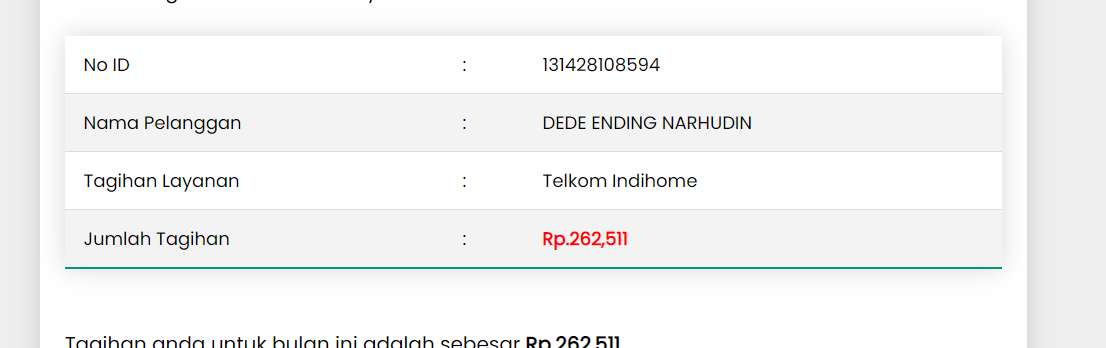 No ID : 131428108594
Nama Pelanggan : DEDE ENDING NARHUDIN
Tagihan Layanan : Telkom Indihome
Jumlah Tagihan : Rp.262,511
Tagihan anda untuk bulan ini adalah sebesar Rp.262,511